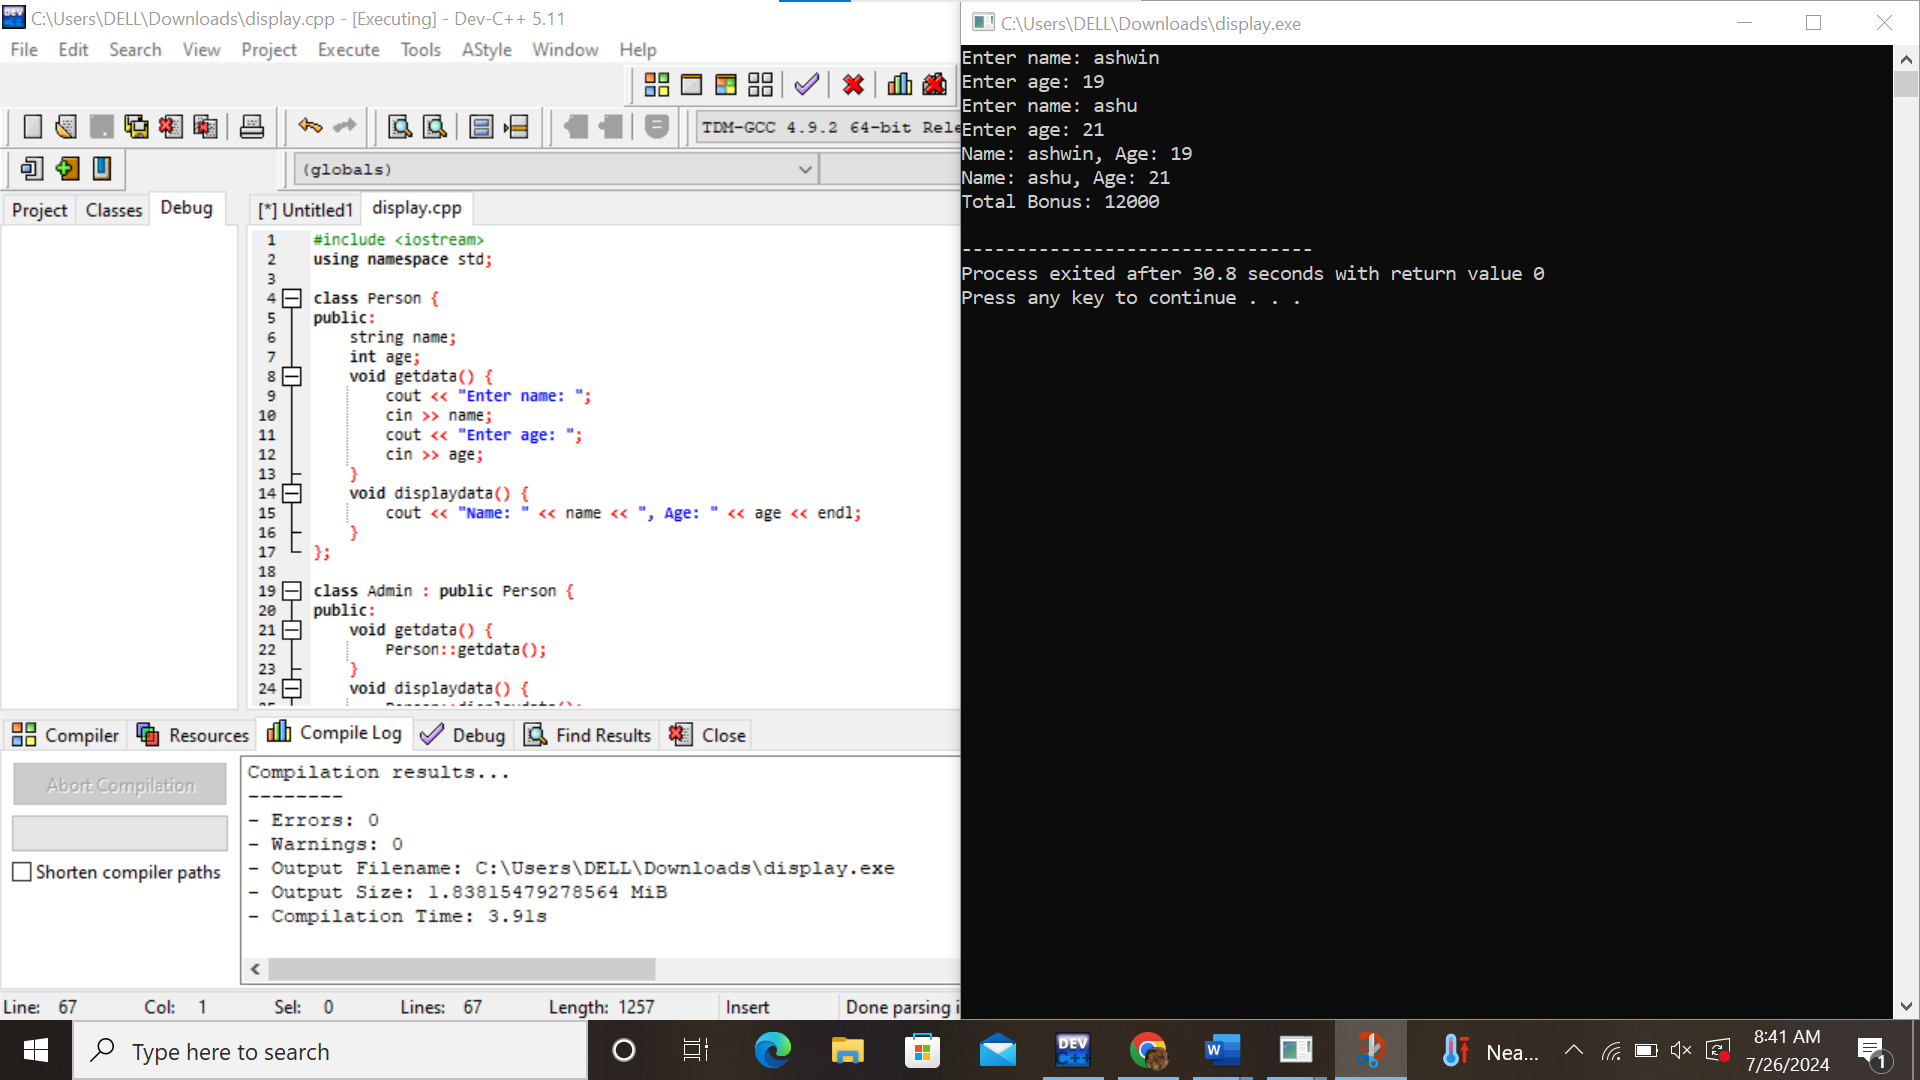 C:\Users\DELL\Downloads\display.cpp - [Executing] - Dev-C++ 5.11
File Edit Search View Project Execute Tools AStyle Window Help
TDM-GCC 4.9.2 64-bit Rele
(globals)
Project Classes Debug
[*] Untitled1 display.cpp
1 #include <iostream>
2 using namespace std;
3
4 class Person {
5 public:
6 string name;
7 int age;
8 void getdata() {
9 cout << "Enter name: ";
10 cin >> name;
11 cout << "Enter age: ";
12 cin >> age;
13 }
14 void displaydata() {
15 cout << "Name: " << name << ", Age: " << age << endl;
16 }
17 };
18
19 class Admin : public Person {
20 public:
21 void getdata() {
22 Person::getdata();
23 }
24 void displaydata() {
Compiler Resources Compile Log Debug Find Results Close
Abort Compilation
Shorten compiler paths
Compilation results...
--------
- Errors: 0
- Warnings: 0
- Output Filename: C:\Users\DELL\Downloads\display.exe
- Output Size: 1.83815479278564 MiB
- Compilation Time: 3.91s
Line: 67 Col: 1 Sel: 0 Lines: 67 Length: 1257 Insert Done parsing i
C:\Users\DELL\Downloads\display.exe
Enter name: ashwin
Enter age: 19
Enter name: ashu
Enter age: 21
Name: ashwin, Age: 19
Name: ashu, Age: 21
Total Bonus: 12000
--------------------------------
Process exited after 30.8 seconds with return value 0
Press any key to continue . . .
Type here to search
DEV C++
W
Nea...
8:41 AM
7/26/2024
1